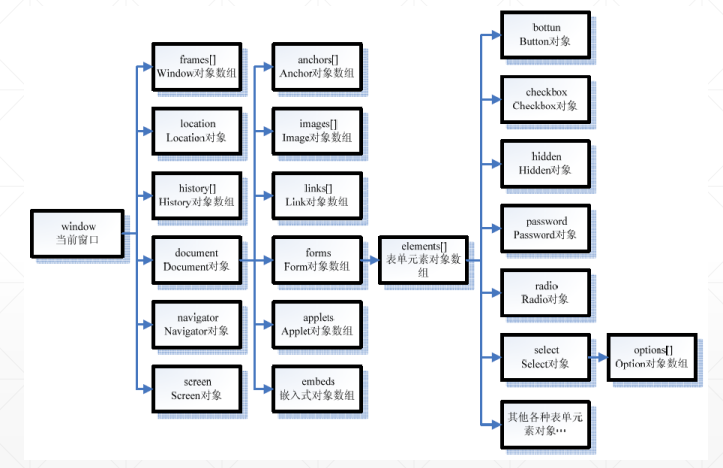 window
当前窗口
frames[]
Window对象数组
location
Location对象
history[]
History对象数组
document
Document对象
navigator
Navigator对象
screen
Screen对象
anchors[]
Anchor对象数组
images[]
Image对象数组
links[]
Link对象数组
forms
Form对象数组
applets
Applet对象数组
embeds
嵌入式对象数组
elements[]
表单元素对象数
组
bottun
Button对象
checkbox
Checkbox对象
hidden
Hidden对象
password
Password对象
radio
Radio对象
select
Select对象
其他各种表单元
素对象…
options[]
Option对象数组